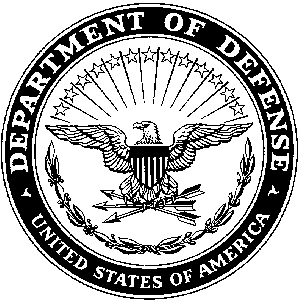 DEPARTMENT OF DEFENSE
UNITED STATES OF AMERICA